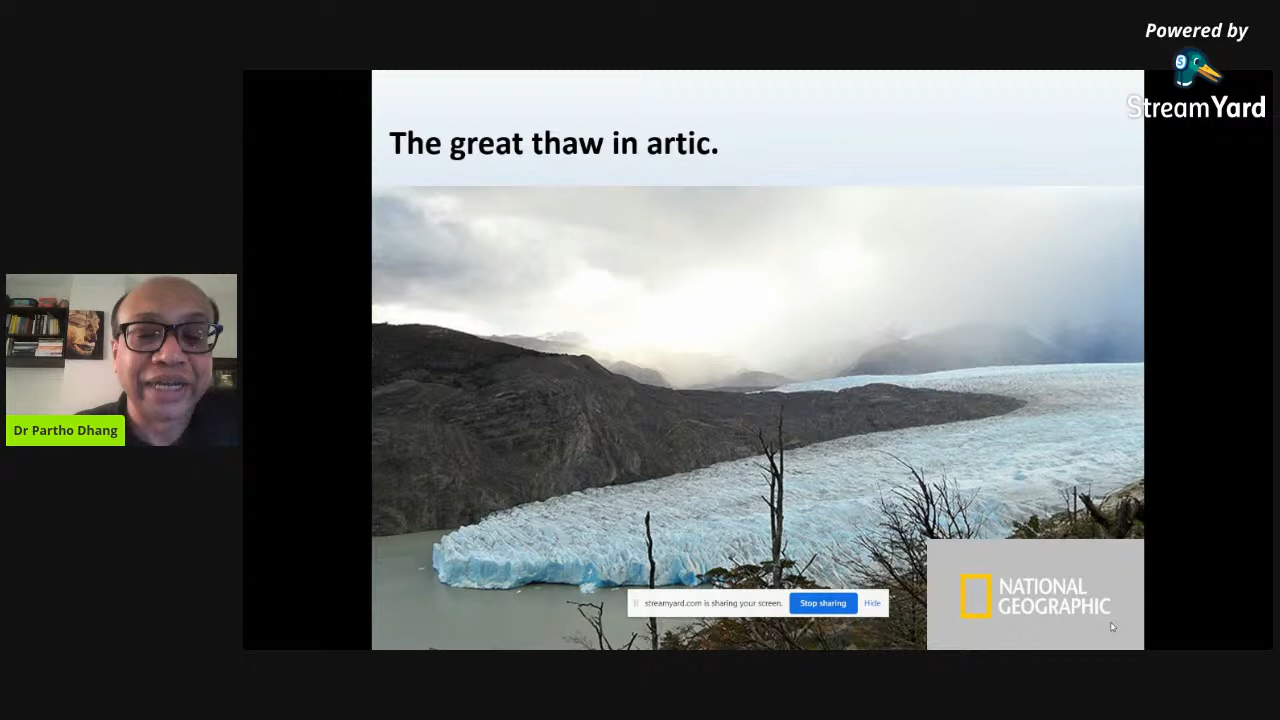 Powered by
StreamYard
The great thaw in artic.
Dr Partho Dhang
NATIONAL
GEOGRAPHIC
streamyard.com is sharing your screen. Stop sharing Hide